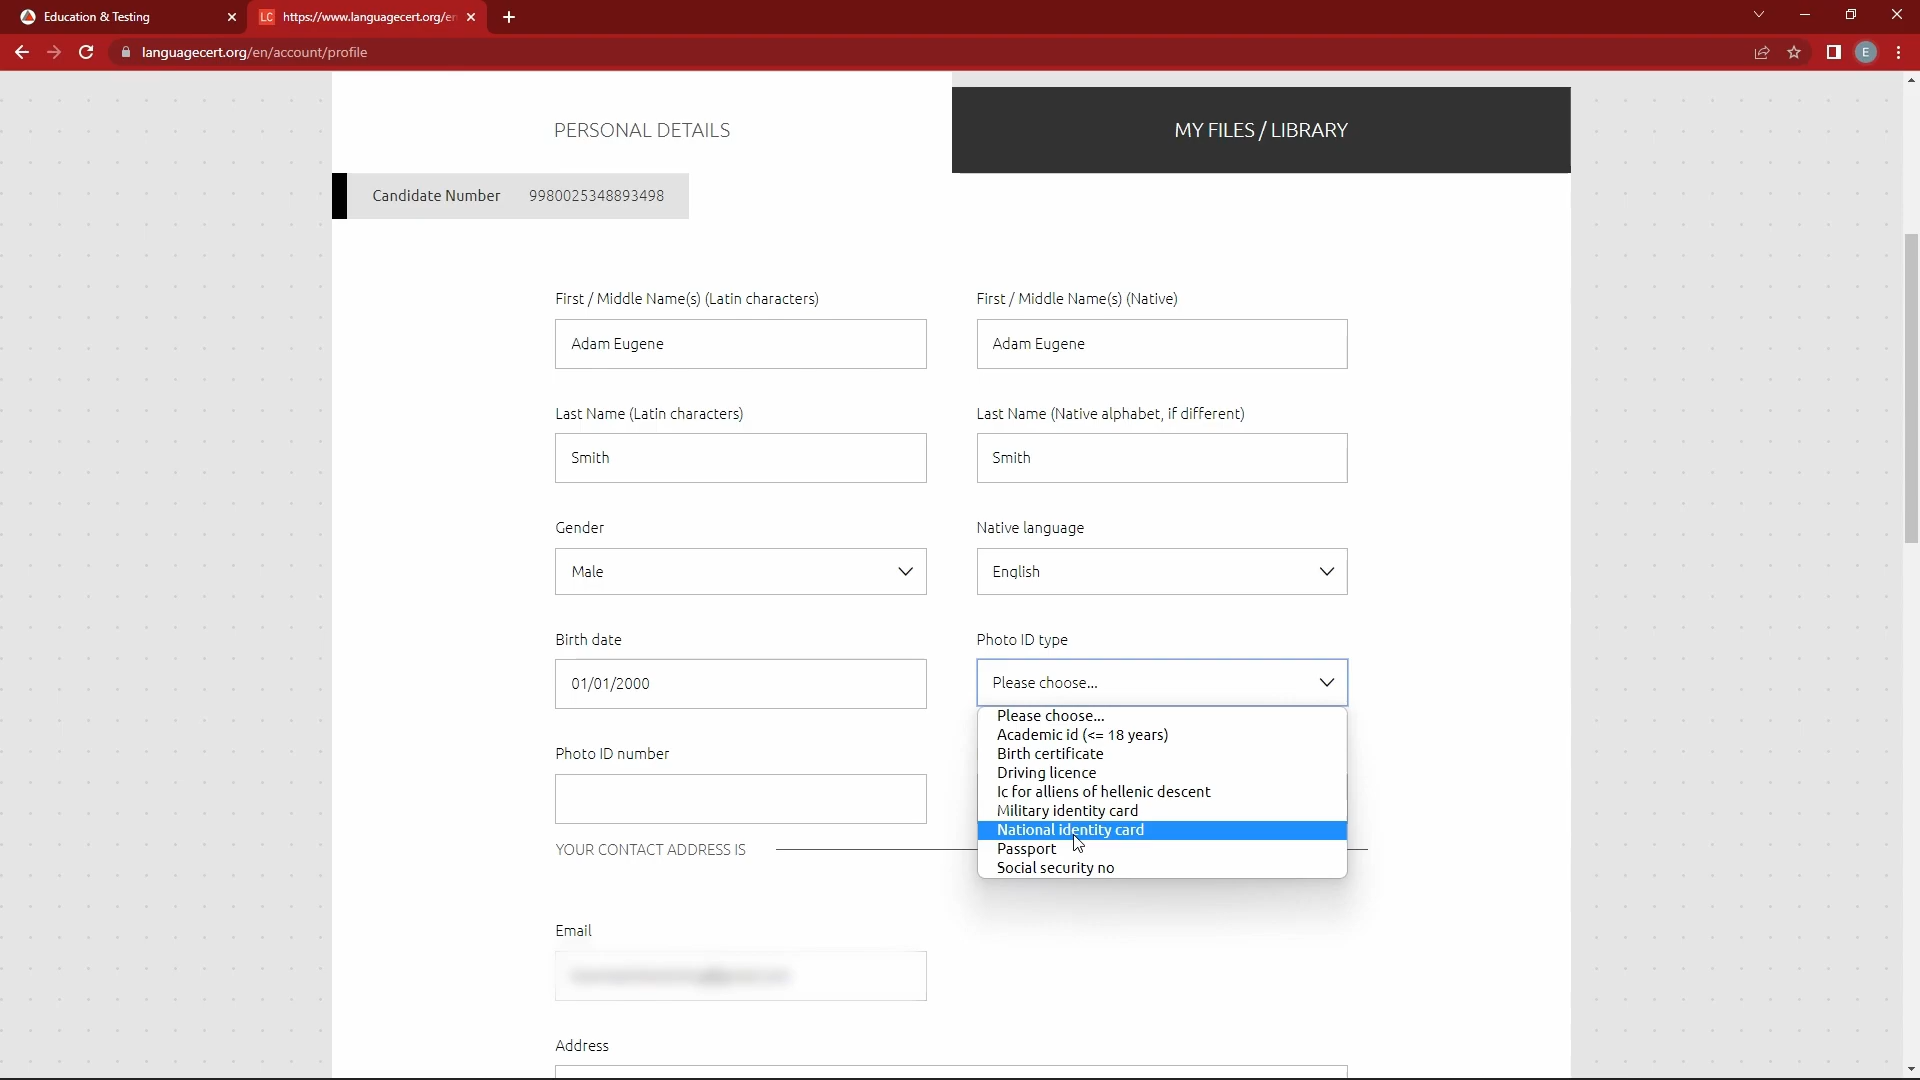 Education & Testing
LC https://www.languagecert.org/en
languagecert.org/en/account/profile
E
PERSONAL DETAILS
MY FILES / LIBRARY
Candidate Number 9980025348893498
First / Middle Name(s) (Latin characters)
First / Middle Name(s) (Native)
Adam Eugene
Adam Eugene
Last Name (Latin characters)
Last Name (Native alphabet, if different)
Smith
Smith
Gender
Native language
Male
English
Birth date
Photo ID type
01/01/2000
Please choose...
Please choose...
Academic id (<= 18 years)
Birth certificate
Driving licence
Ic for alliens of hellenic descent
Military identity card
National identity card
Passport
Social security no
Photo ID number
YOUR CONTACT ADDRESS IS
Email
Address